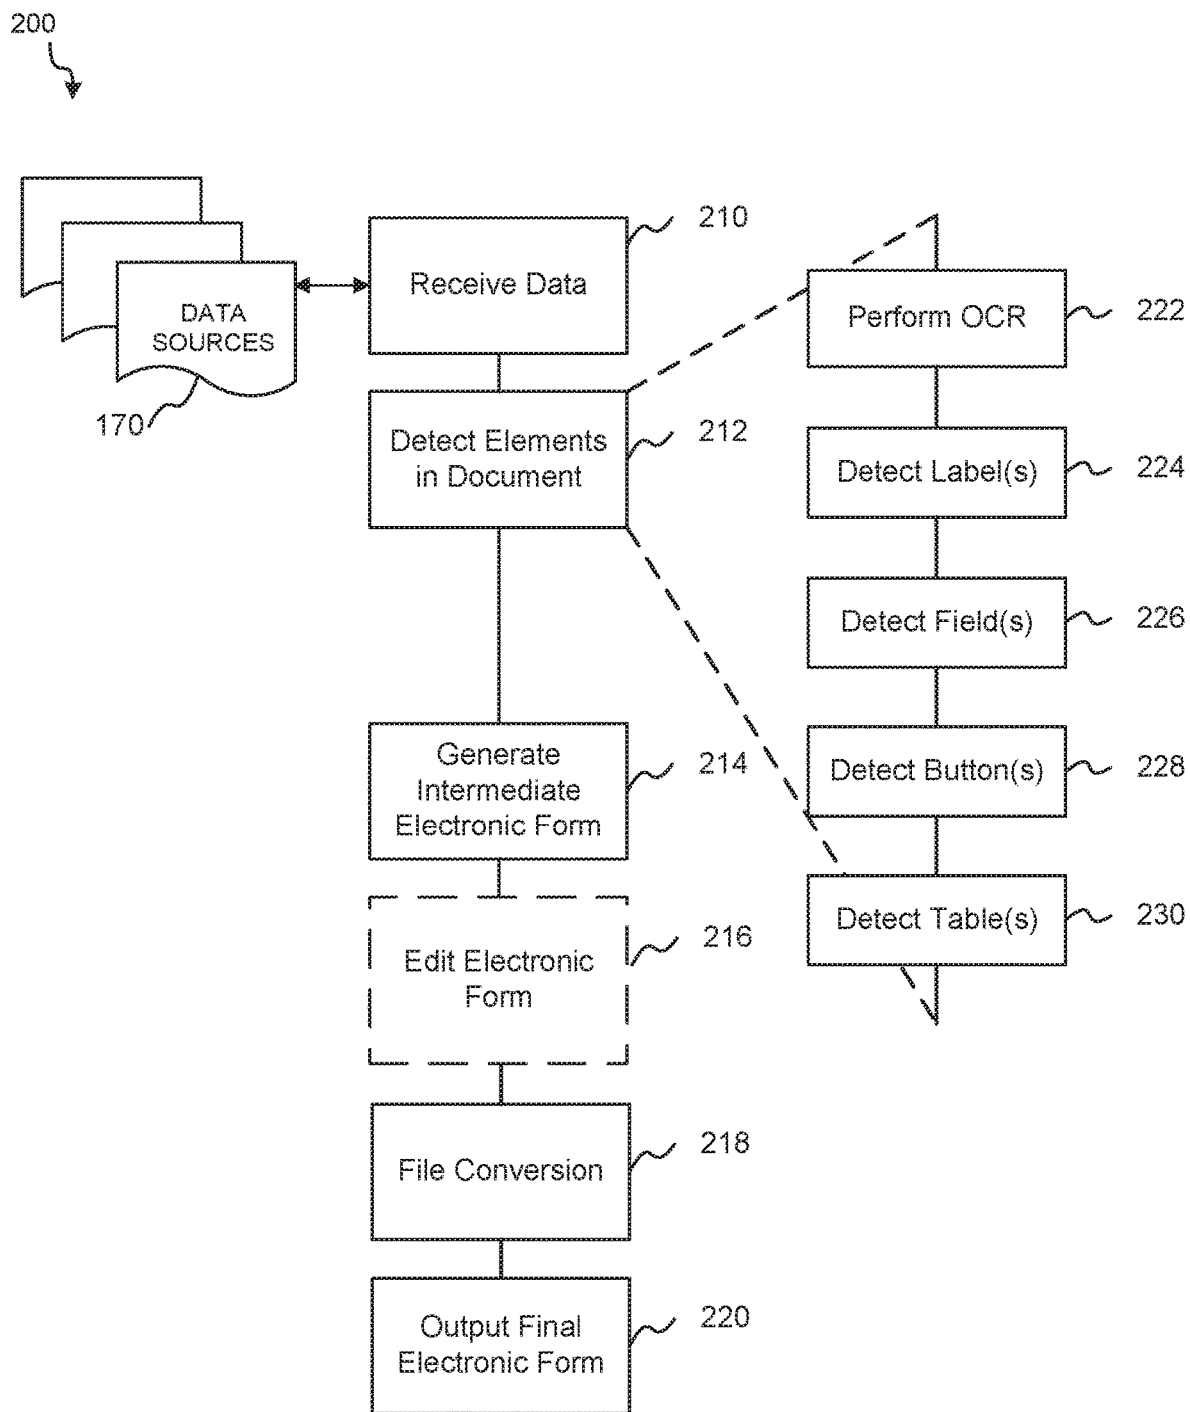 200
DATA
SOURCES
170
Receive Data
210
Detect Elements
in Document
212
Generate
Intermediate
Electronic Form
214
Edit Electronic
Form
216
File Conversion
218
Output Final
Electronic Form
220
Perform OCR
222
Detect Label(s)
224
Detect Field(s)
226
Detect Button(s)
228
Detect Table(s)
230